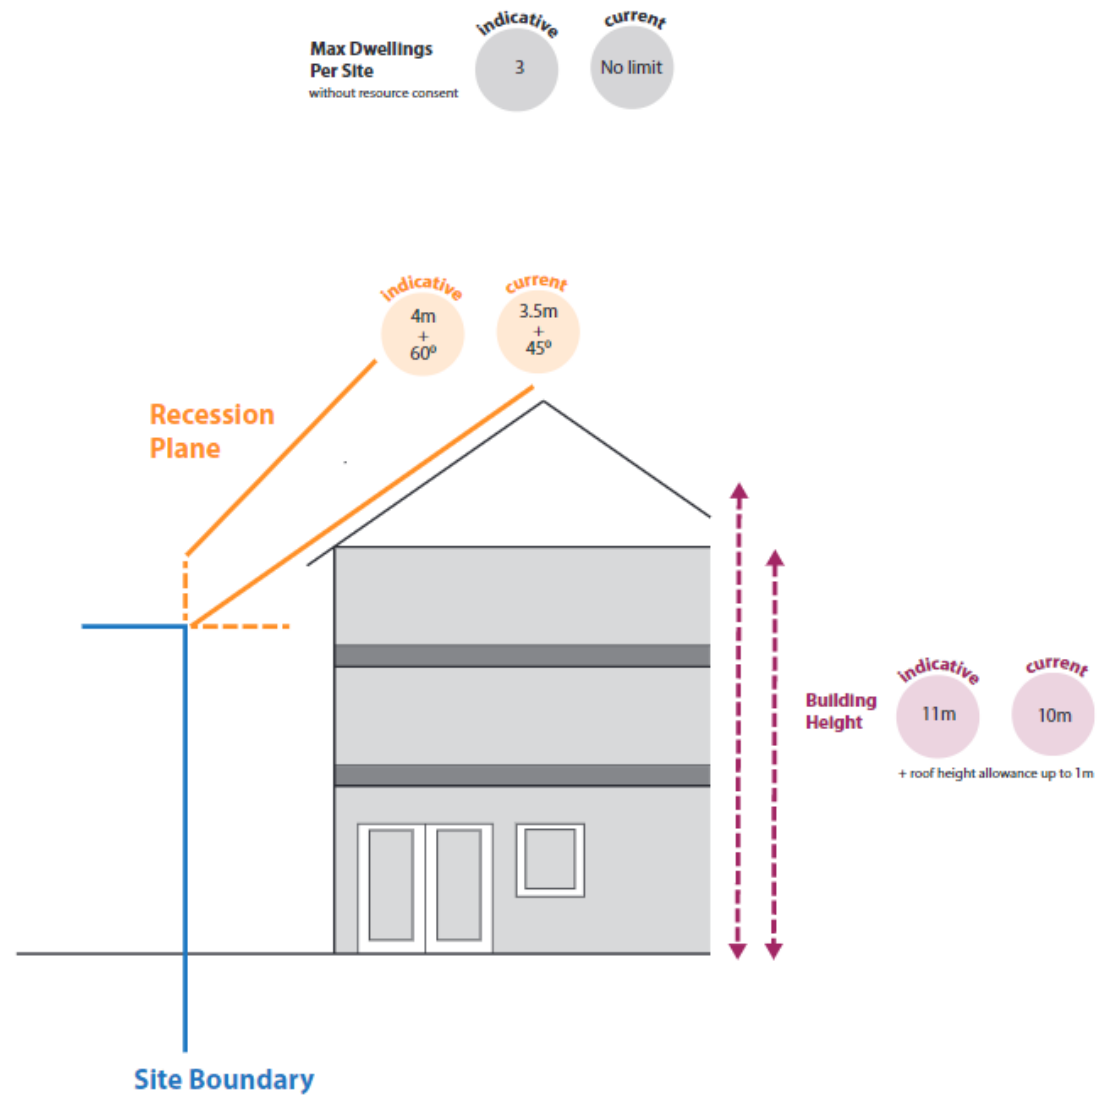 indicative
current
Max Dwellings
Per Site
without resource consent
3
No limit
indicative
current
4m
+
60º
3.5m
+
45º
Recession
Plane
indicative
current
Building
Height
11m
10m
+ roof height allowance up to 1m
Site Boundary